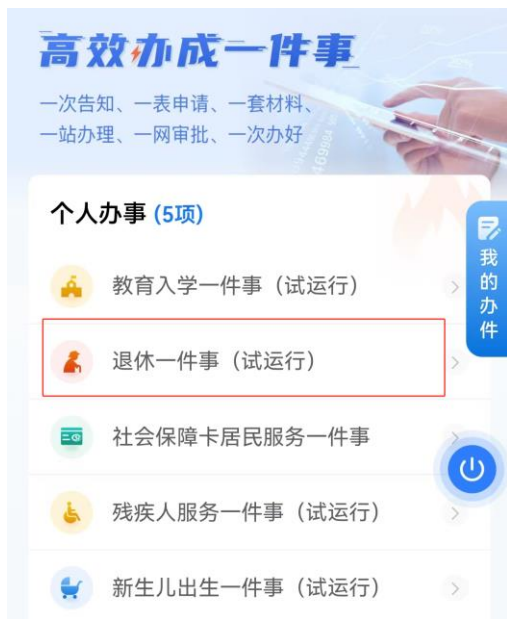 高效办成一件事
一次告知、一表申请、一套材料、
一站办理、一网审批、一次办好
个人办事 (5项)
我的办件
教育入学一件事（试运行）
退休一件事（试运行）
社会保障卡居民服务一件事
残疾人服务一件事（试运行）
新生儿出生一件事（试运行）